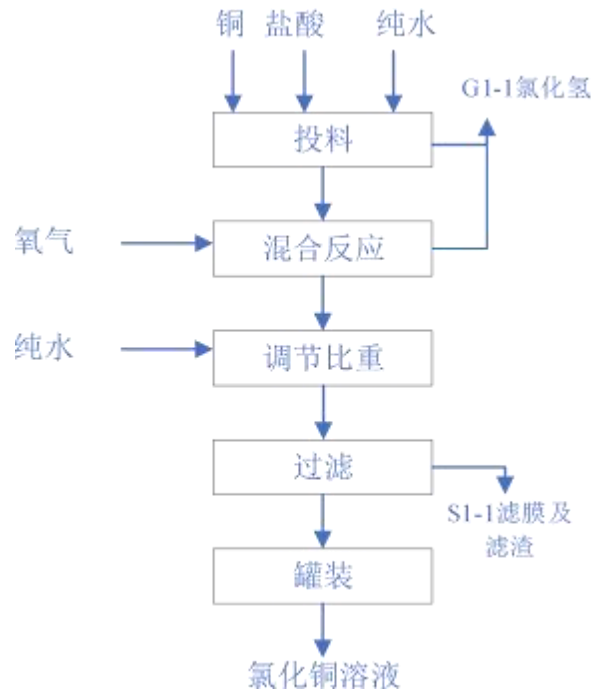 铜 盐酸 纯水
G1-1氯化氢
投料
氧气
混合反应
纯水
调节比重
过滤
S1-1滤膜及
滤渣
罐装
氯化铜溶液